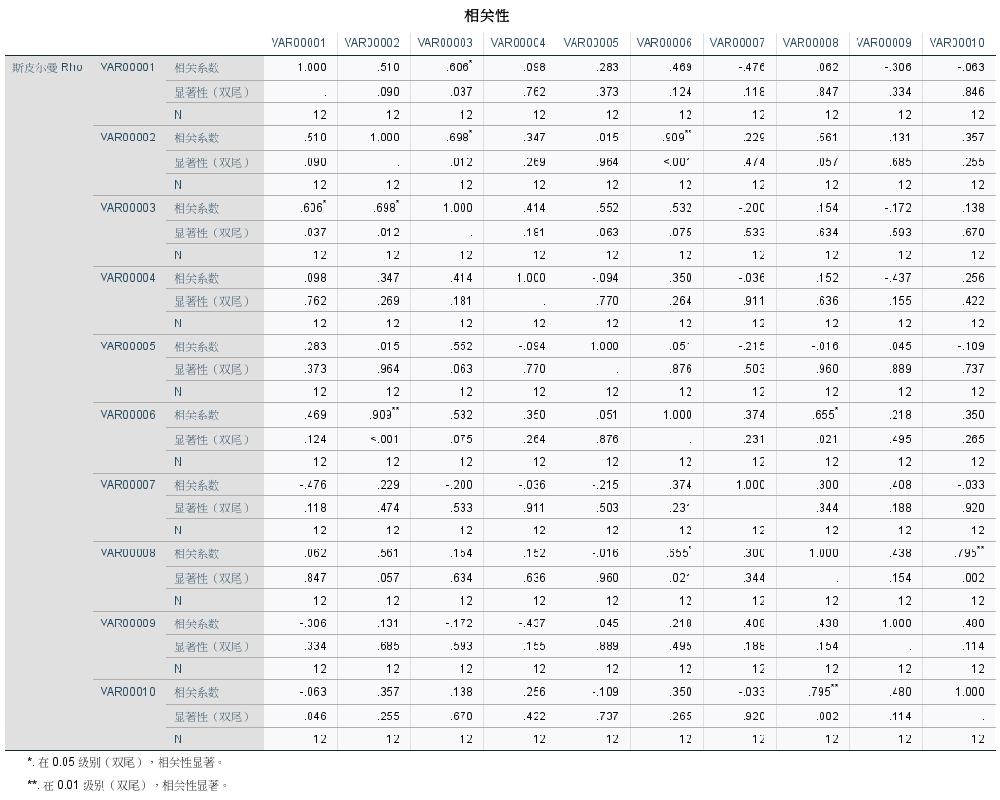 相关性
VAR00001 VAR00002 VAR00003 VAR00004 VAR00005 VAR00006 VAR00007 VAR00008 VAR00009 VAR00010
斯皮尔曼 Rho VAR00001 相关系数 1.000 .510 .606* .098 .283 .469 -.476 .062 -.306 -.063
显著性（双尾） . .090 .037 .762 .373 .124 .118 .847 .334 .846
N 12 12 12 12 12 12 12 12 12 12
VAR00002 相关系数 .510 1.000 .698* .347 .015 .909** .229 .561 .131 .357
显著性（双尾） .090 . .012 .269 .964 <.001 .474 .057 .685 .255
N 12 12 12 12 12 12 12 12 12 12
VAR00003 相关系数 .606* .698* 1.000 .414 .552 .532 -.200 .154 -.172 .138
显著性（双尾） .037 .012 . .181 .063 .075 .533 .634 .593 .670
N 12 12 12 12 12 12 12 12 12 12
VAR00004 相关系数 .098 .347 .414 1.000 -.094 .350 -.036 .152 -.437 .256
显著性（双尾） .762 .269 .181 . .770 .264 .911 .636 .155 .422
N 12 12 12 12 12 12 12 12 12 12
VAR00005 相关系数 .283 .015 .552 -.094 1.000 .051 -.215 -.016 .045 -.109
显著性（双尾） .373 .964 .063 .770 . .876 .503 .960 .889 .737
N 12 12 12 12 12 12 12 12 12 12
VAR00006 相关系数 .469 .909** .532 .350 .051 1.000 .374 .655* .218 .350
显著性（双尾） .124 <.001 .075 .264 .876 . .231 .021 .495 .265
N 12 12 12 12 12 12 12 12 12 12
VAR00007 相关系数 -.476 .229 -.200 -.036 -.215 .374 1.000 .300 .408 -.033
显著性（双尾） .118 .474 .533 .911 .503 .231 . .344 .188 .920
N 12 12 12 12 12 12 12 12 12 12
VAR00008 相关系数 .062 .561 .154 .152 -.016 .655* .300 1.000 .438 .795**
显著性（双尾） .847 .057 .634 .636 .960 .021 .344 . .154 .002
N 12 12 12 12 12 12 12 12 12 12
VAR00009 相关系数 -.306 .131 -.172 -.437 .045 .218 .408 .438 1.000 .480
显著性（双尾） .334 .685 .593 .155 .889 .495 .188 .154 . .114
N 12 12 12 12 12 12 12 12 12 12
VAR00010 相关系数 -.063 .357 .138 .256 -.109 .350 -.033 .795** .480 1.000
显著性（双尾） .846 .255 .670 .422 .737 .265 .920 .002 .114 .
N 12 12 12 12 12 12 12 12 12 12
*. 在 0.05 级别（双尾），相关性显著。
**. 在 0.01 级别（双尾），相关性显著。